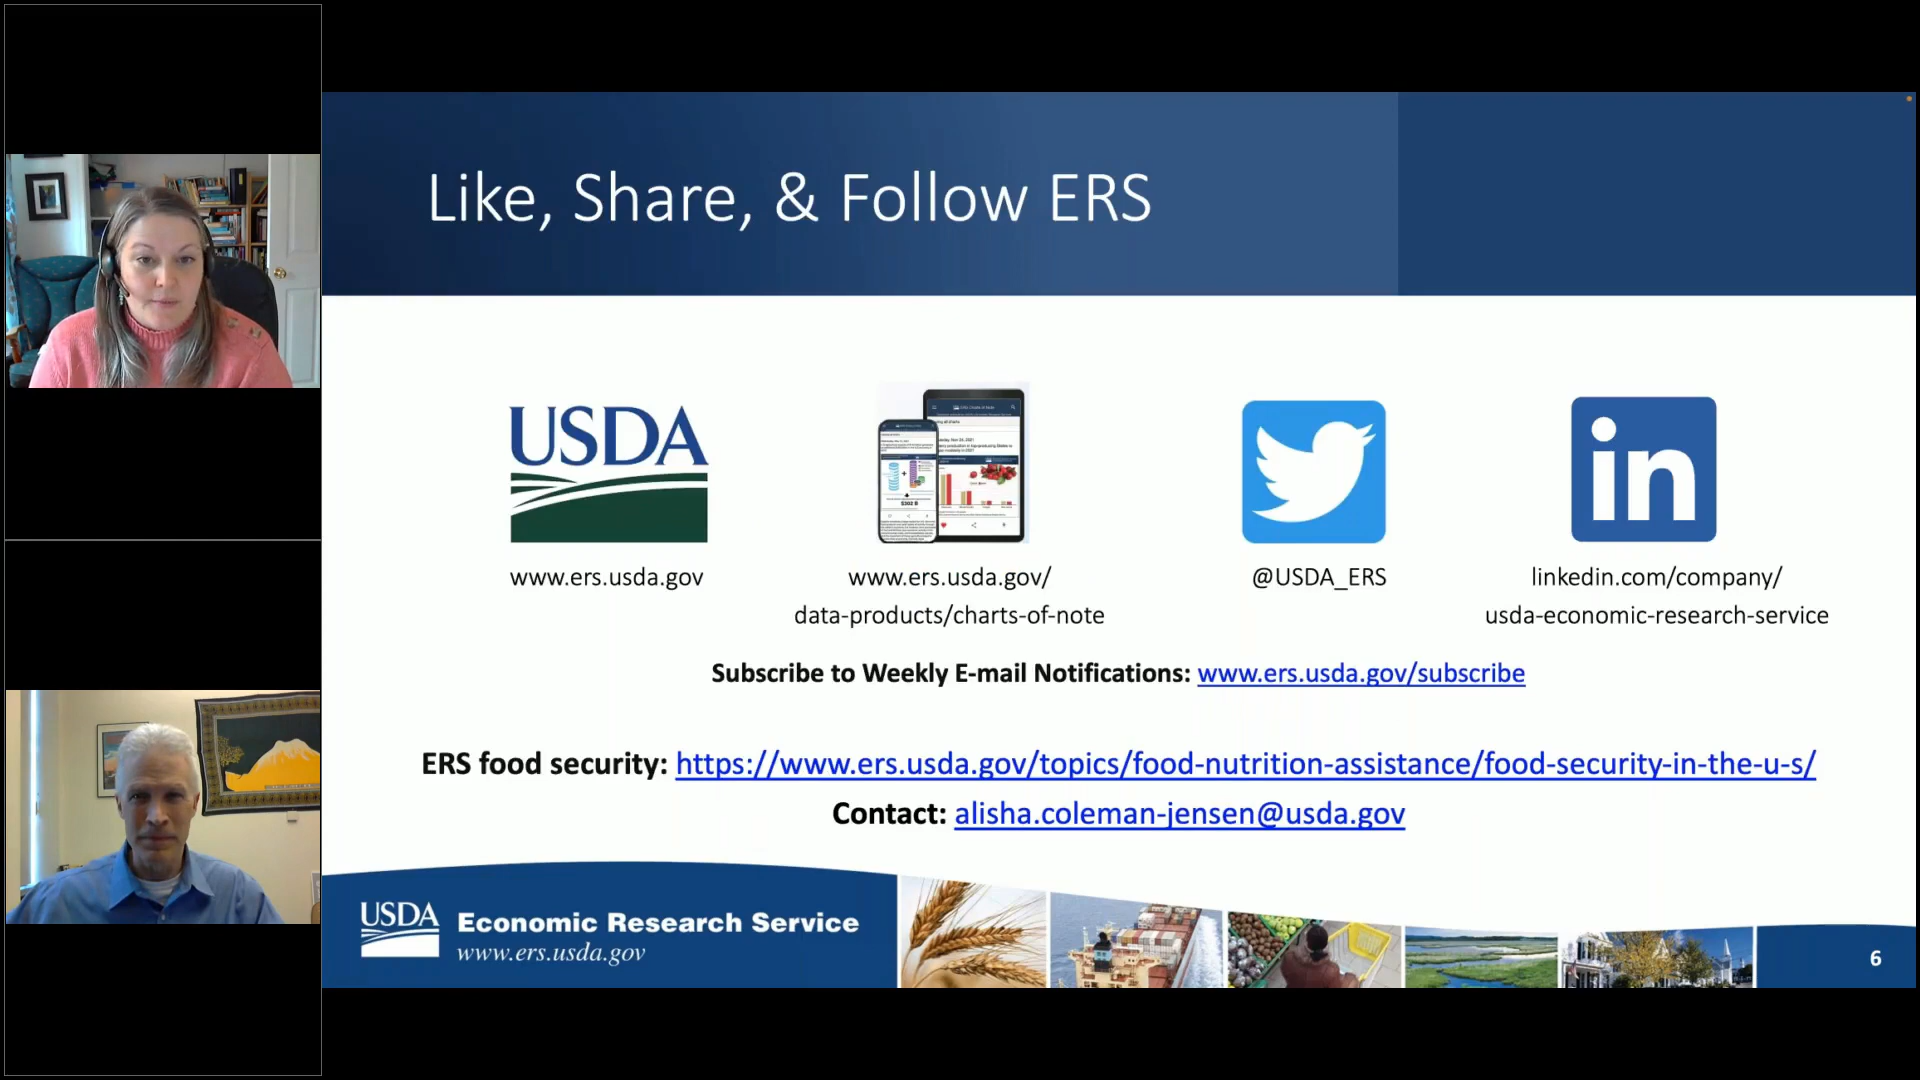 Like, Share, & Follow ERS
USDA
www.ers.usda.gov
www.ers.usda.gov/
data-products/charts-of-note
@USDA_ERS
in
linkedin.com/company/
usda-economic-research-service
Subscribe to Weekly E-mail Notifications: www.ers.usda.gov/subscribe
ERS food security: https://www.ers.usda.gov/topics/food-nutrition-assistance/food-security-in-the-u-s/
Contact: alisha.coleman-jensen@usda.gov
USDA Economic Research Service
www.ers.usda.gov
6